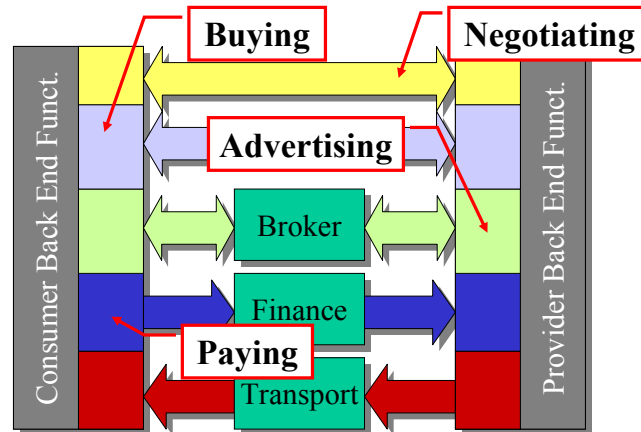 Buying
Negotiating
Advertising
Consumer Back End Funct.
Broker
Provider Back End Funct.
Finance
Paying
Transport